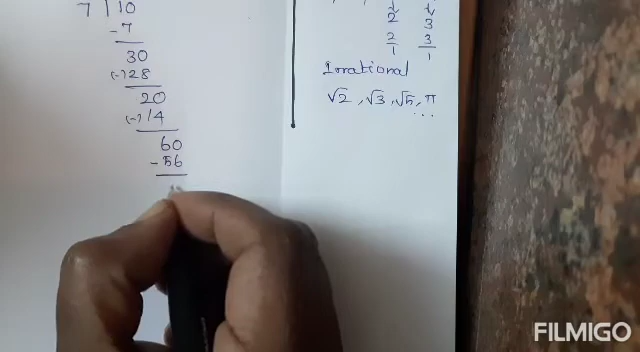 7 | 10
-7
30
(-) 28
20
(-) 14
60
- 56
2 3
2 3
1 1
Irrational
√2, √3, √5, π
...
FILMIGO